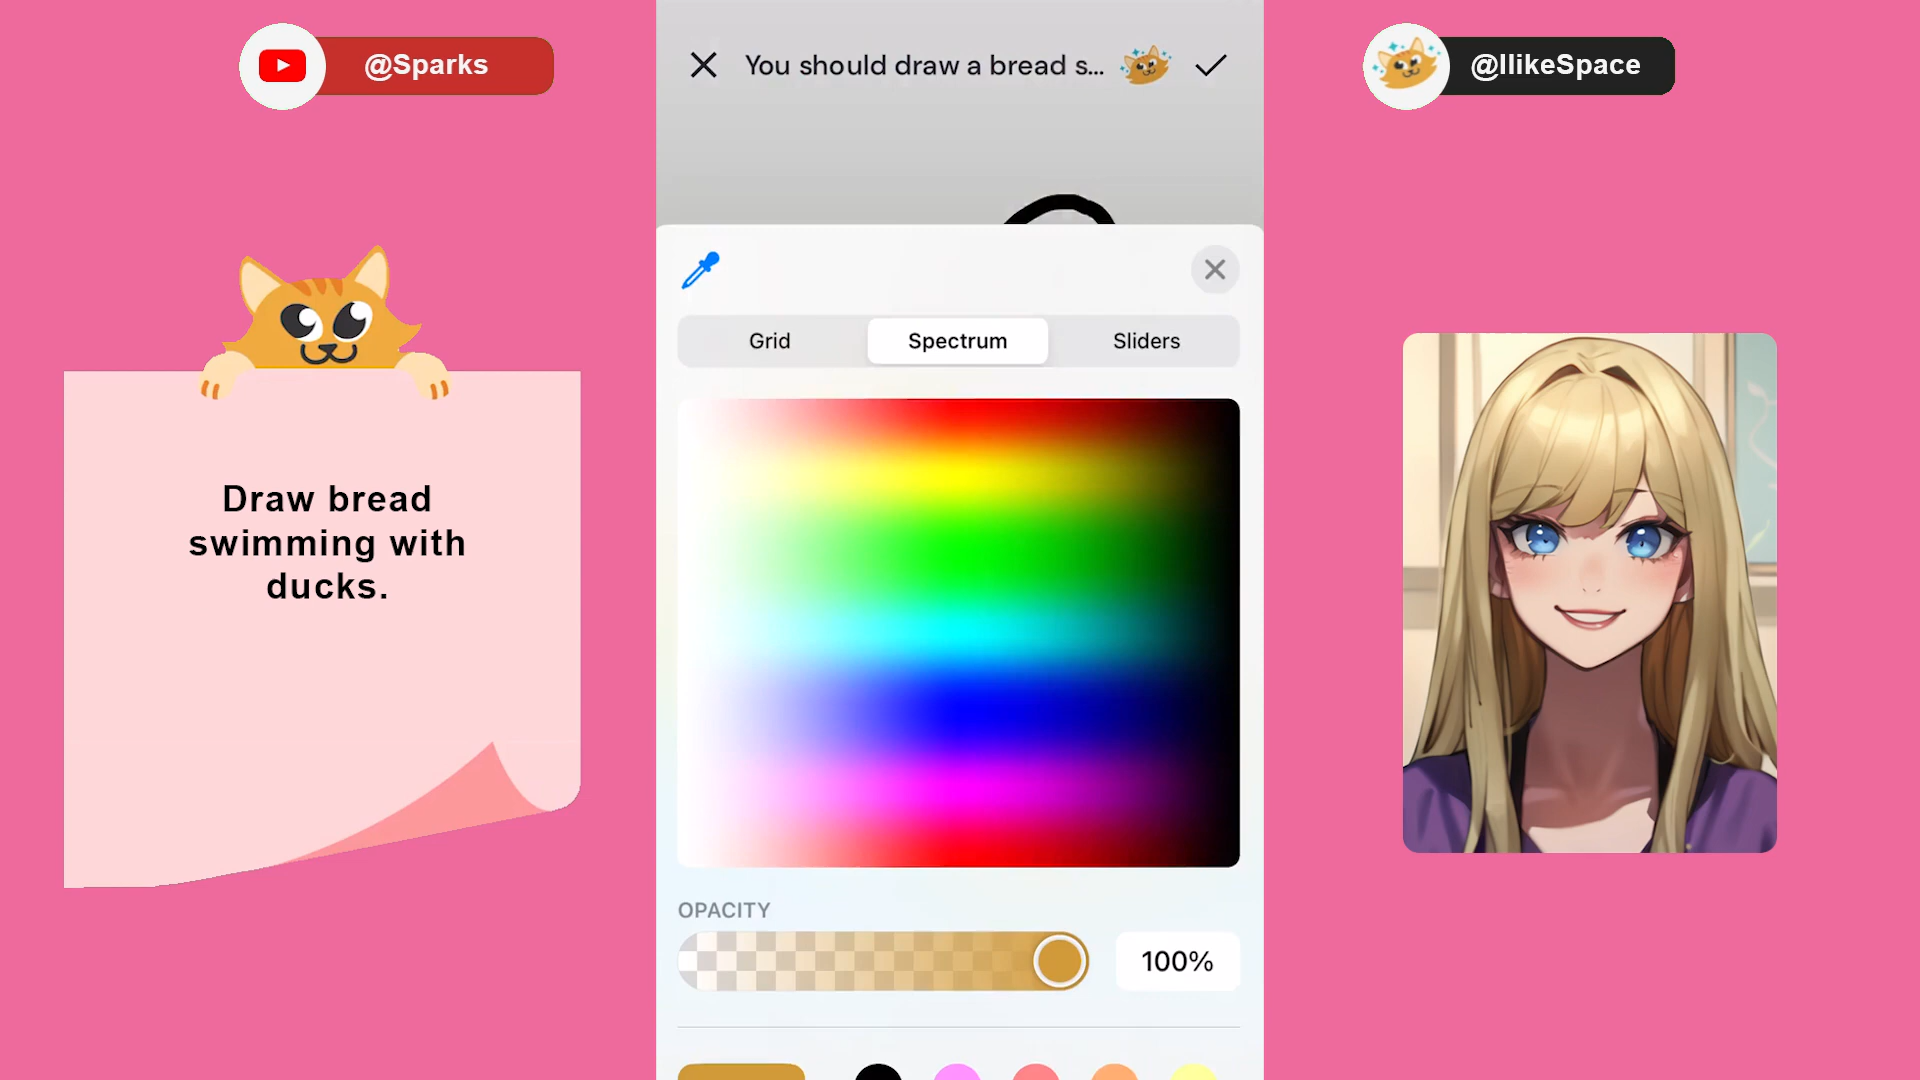 @Sparks
You should draw a bread s...
@IlikeSpace
Draw bread
swimming with
ducks.
Grid
Spectrum
Sliders
OPACITY
100%